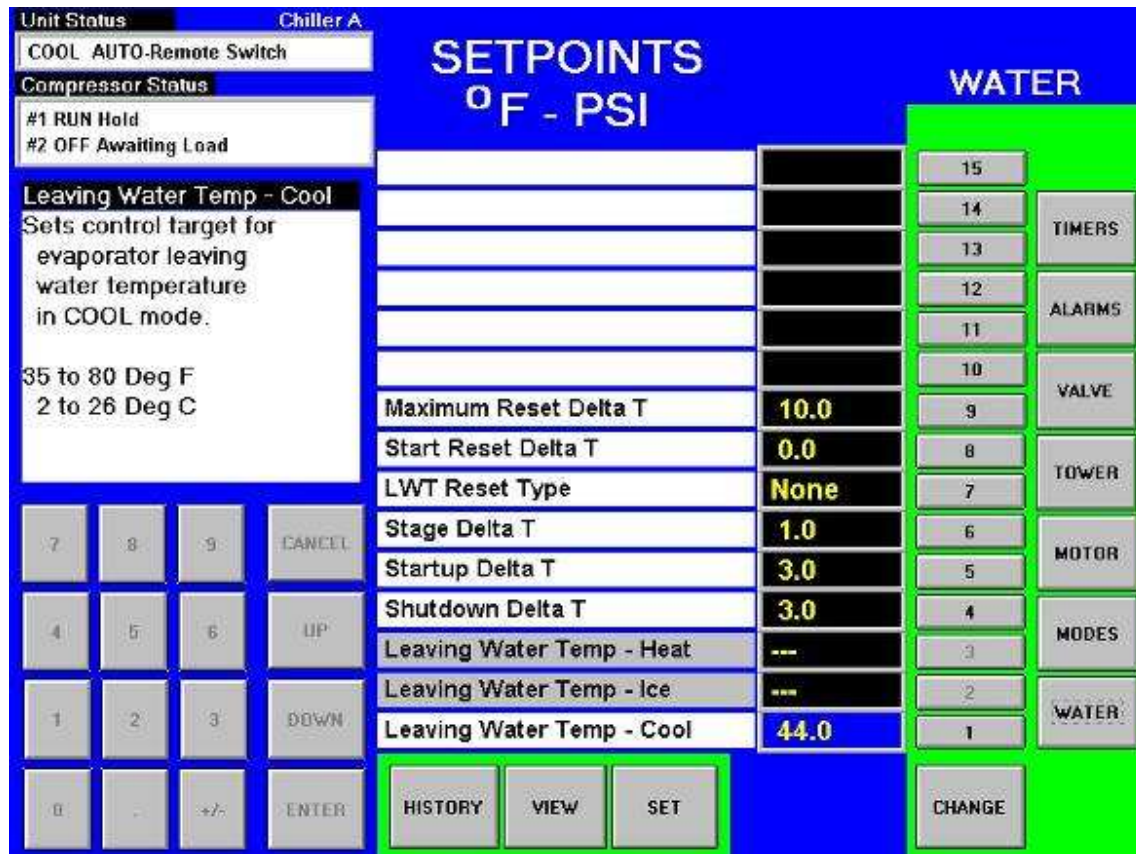 Unit Status Chiller A
COOL AUTO-Remote Switch
Compressor Status
#1 RUN Hold
#2 OFF Awaiting Load
Leaving Water Temp - Cool
Sets control target for
evaporator leaving
water temperature
in COOL mode.
35 to 80 Deg F
2 to 26 Deg C
7 8 9 CANCEL
4 5 6 UP
1 2 3 DOWN
0 . +/- ENTER
SETPOINTS
°F - PSI
Maximum Reset Delta T 10.0
Start Reset Delta T 0.0
LWT Reset Type None
Stage Delta T 1.0
Startup Delta T 3.0
Shutdown Delta T 3.0
Leaving Water Temp - Heat ---
Leaving Water Temp - Ice ---
Leaving Water Temp - Cool 44.0
HISTORY VIEW SET
WATER
15
14
13
12
11
10
9
8
7
6
5
4
3
2
1
TIMERS
ALARMS
VALVE
TOWER
MOTOR
MODES
WATER
CHANGE